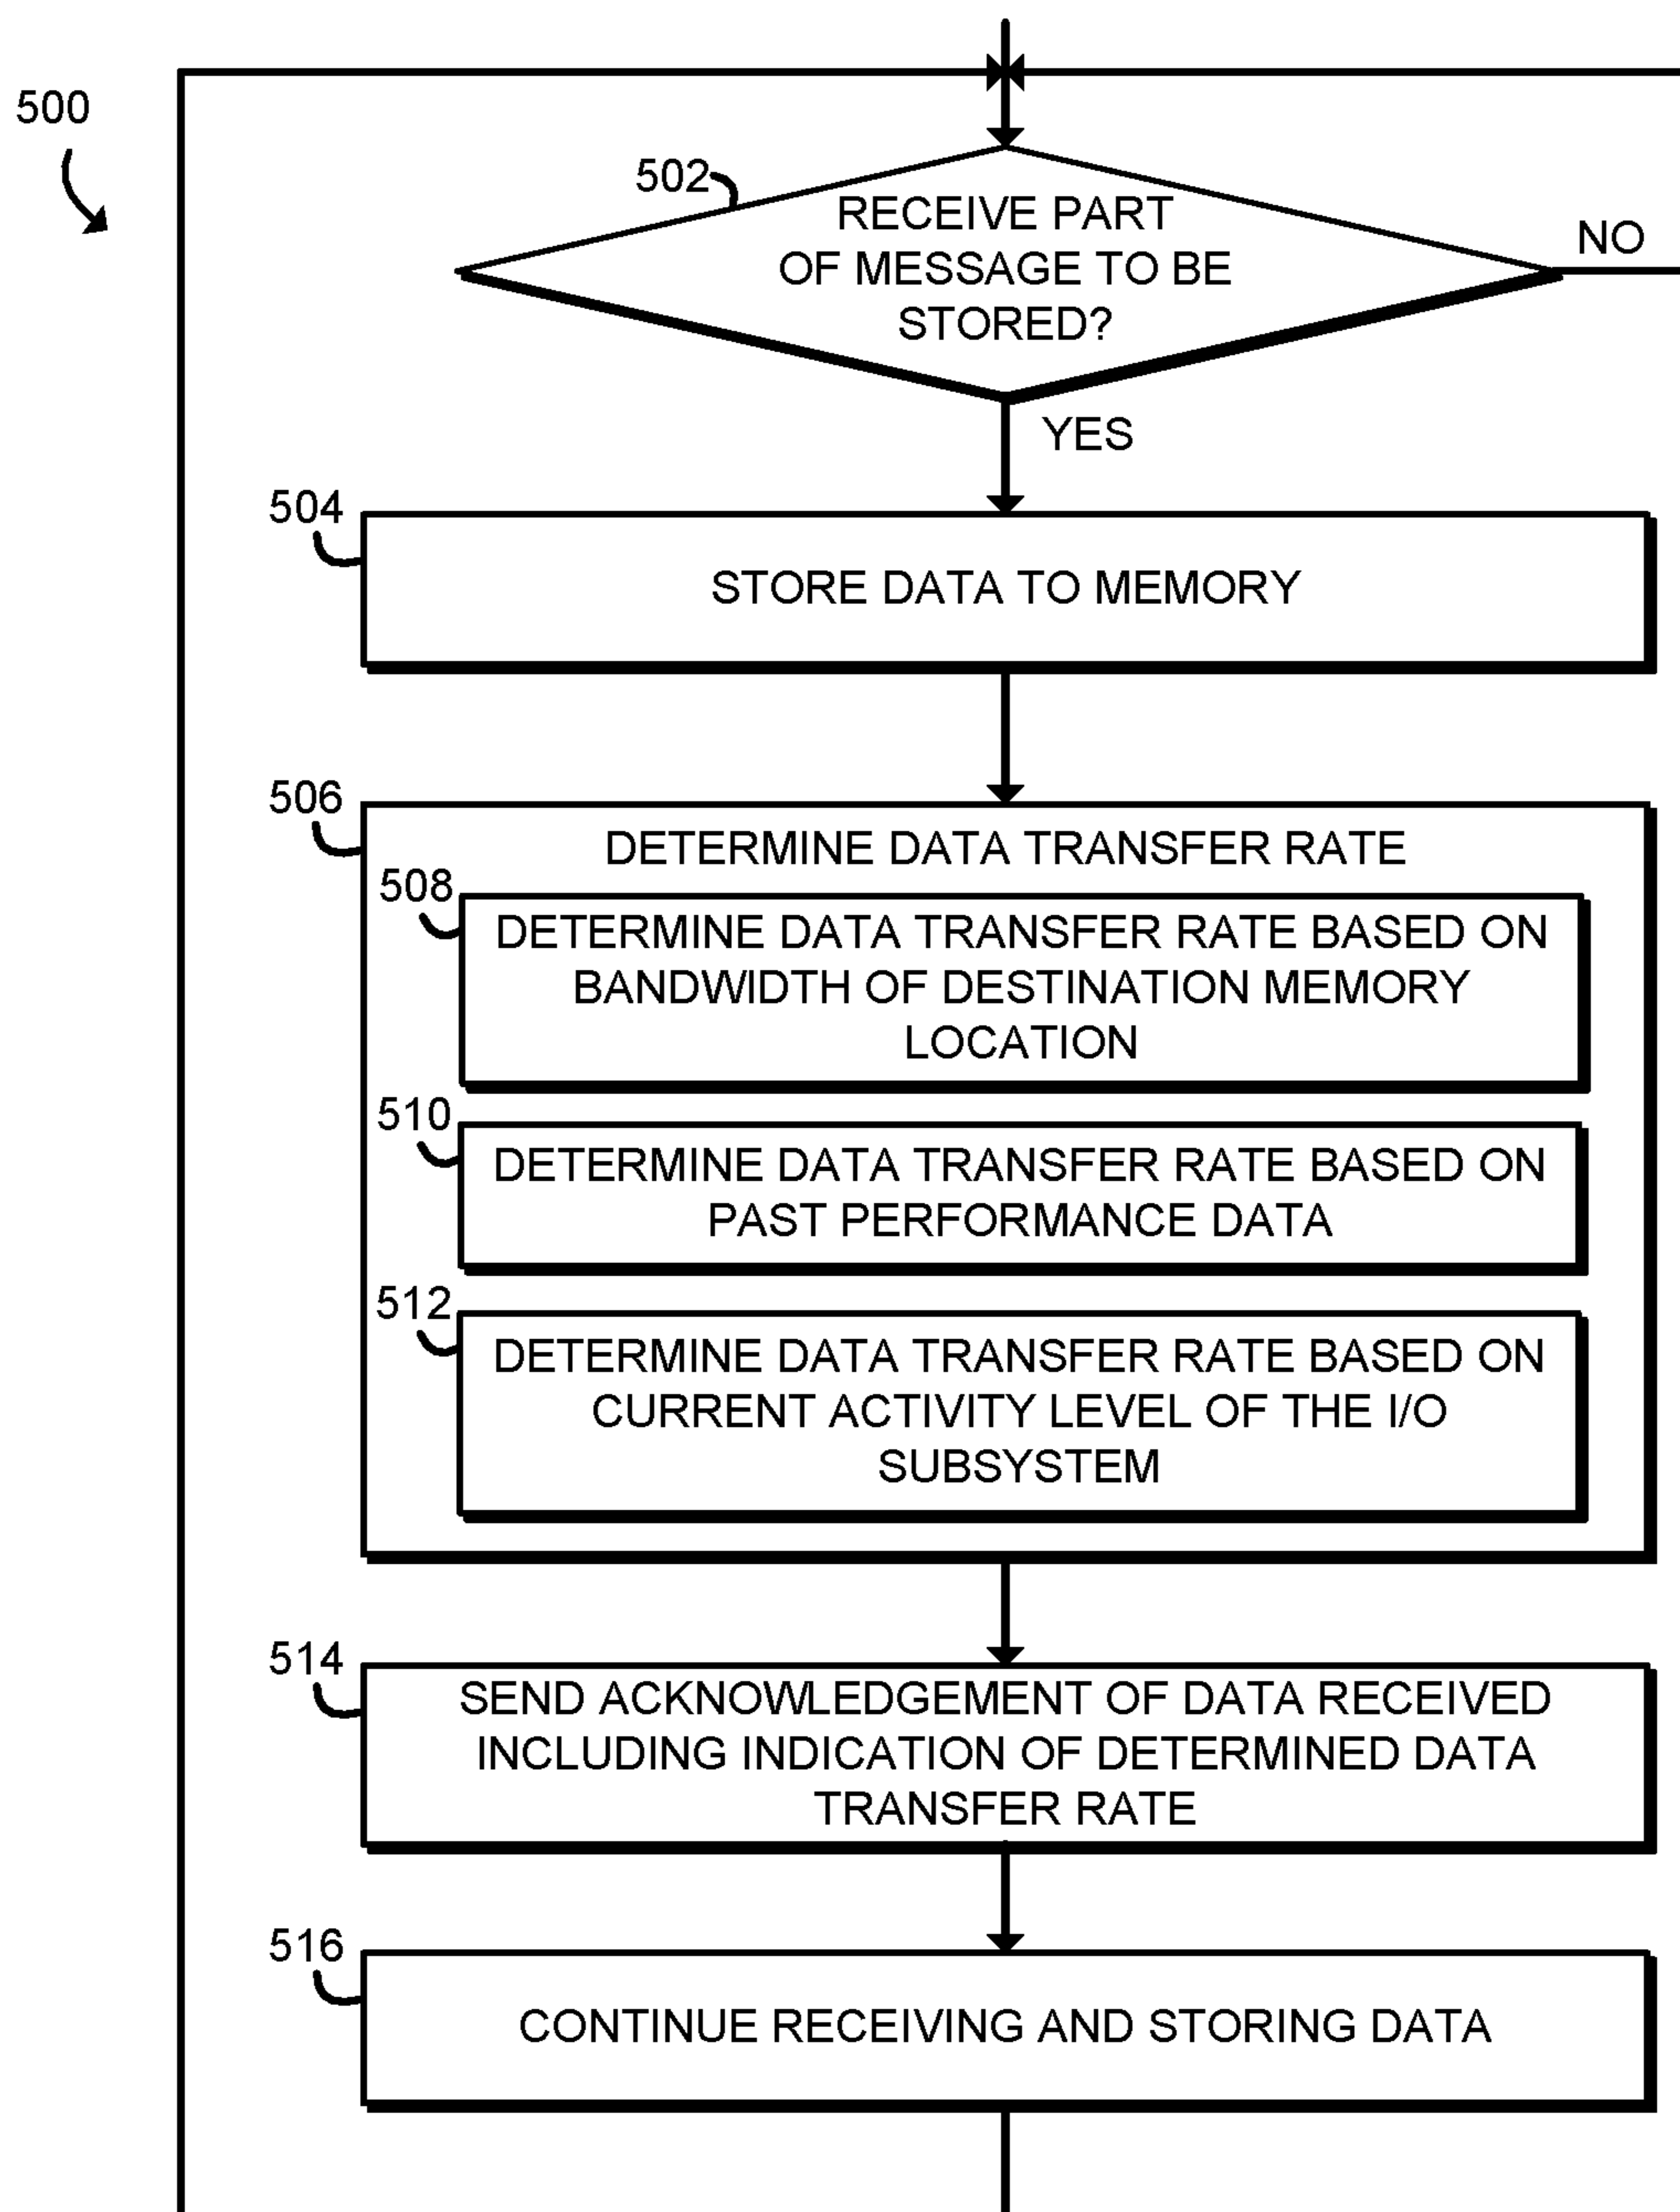 500
502
RECEIVE PART
OF MESSAGE TO BE
STORED?
NO
YES
504
STORE DATA TO MEMORY
506
DETERMINE DATA TRANSFER RATE
508
DETERMINE DATA TRANSFER RATE BASED ON
BANDWIDTH OF DESTINATION MEMORY
LOCATION
510
DETERMINE DATA TRANSFER RATE BASED ON
PAST PERFORMANCE DATA
512
DETERMINE DATA TRANSFER RATE BASED ON
CURRENT ACTIVITY LEVEL OF THE I/O
SUBSYSTEM
514
SEND ACKNOWLEDGEMENT OF DATA RECEIVED
INCLUDING INDICATION OF DETERMINED DATA
TRANSFER RATE
516
CONTINUE RECEIVING AND STORING DATA